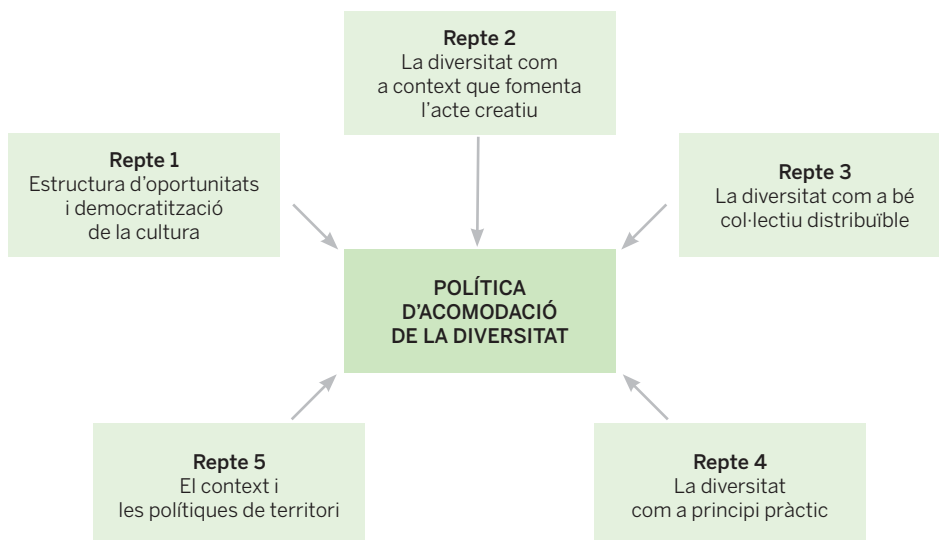 Repte 2
La diversitat com
a context que fomenta
l’acte creatiu
Repte 1
Estructura d’oportunitats
i democratització
de la cultura
Repte 3
La diversitat com a bé
col·lectiu distribuïble
POLÍTICA
D’ACOMODACIÓ
DE LA DIVERSITAT
Repte 5
El context i
les polítiques de territori
Repte 4
La diversitat
com a principi pràctic